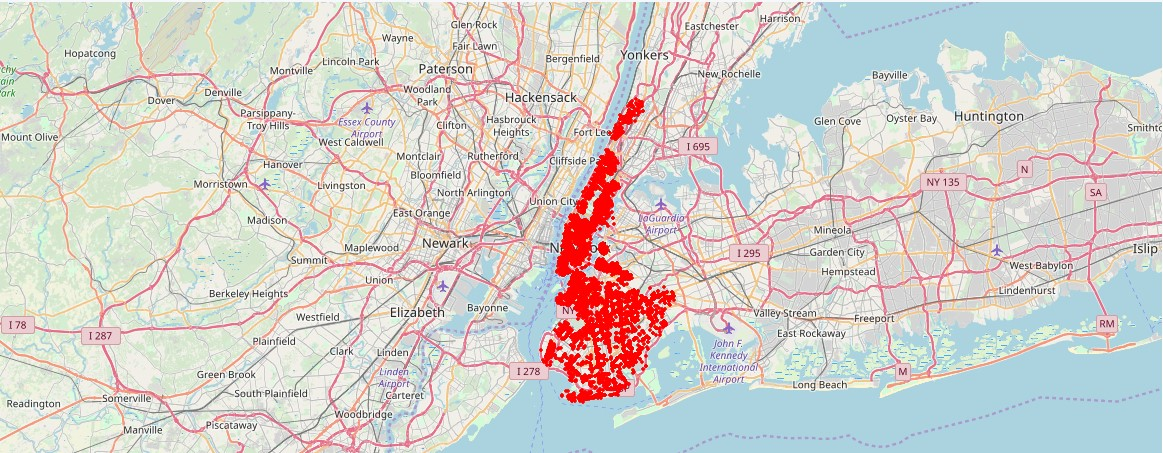 Harrison
Glen Rock
Eastchester
Wayne
Fair Lawn
Hopatcong
Bergenfield
Yonkers
Lincoln Park
Paterson
Montville
New Rochelle
Bayville
Denville
Woodland
Park
Dover
Hackensack
Parsippany-
Troy Hills
Essex County
Airport
Clifton
Hasbrouck
Heights
Fort Lee
Glen Cove
Oyster Bay
Huntington
Mount Olive
West Caldwell
I 695
Montclair
Rutherford
Cliffside Pa
Hanover
Bloomfield
N
NY 135
Morristown
Livingston
North Arlington
SA
Union City
East Orange
LaGuardia
Airport
Madison
Mineola
Newark
Maplewood
I 295
Garden City
Islip
Summit
West Babylon
Hempstead
Union
Berkeley Heights
Lindenhurst
Bayonne
Elizabeth
NY
Valley Stream
Freeport
Westfield
I 78
I 287
RM
East Rockaway
Plainfield
John F.
Kennedy
International
Airport
Clark
Linden
I 278
M
Linden
Airport
Green Brook
Long Beach
Carteret
South Plainfield
Readington
Somerville
Woodbridge
Piscataway
Manville